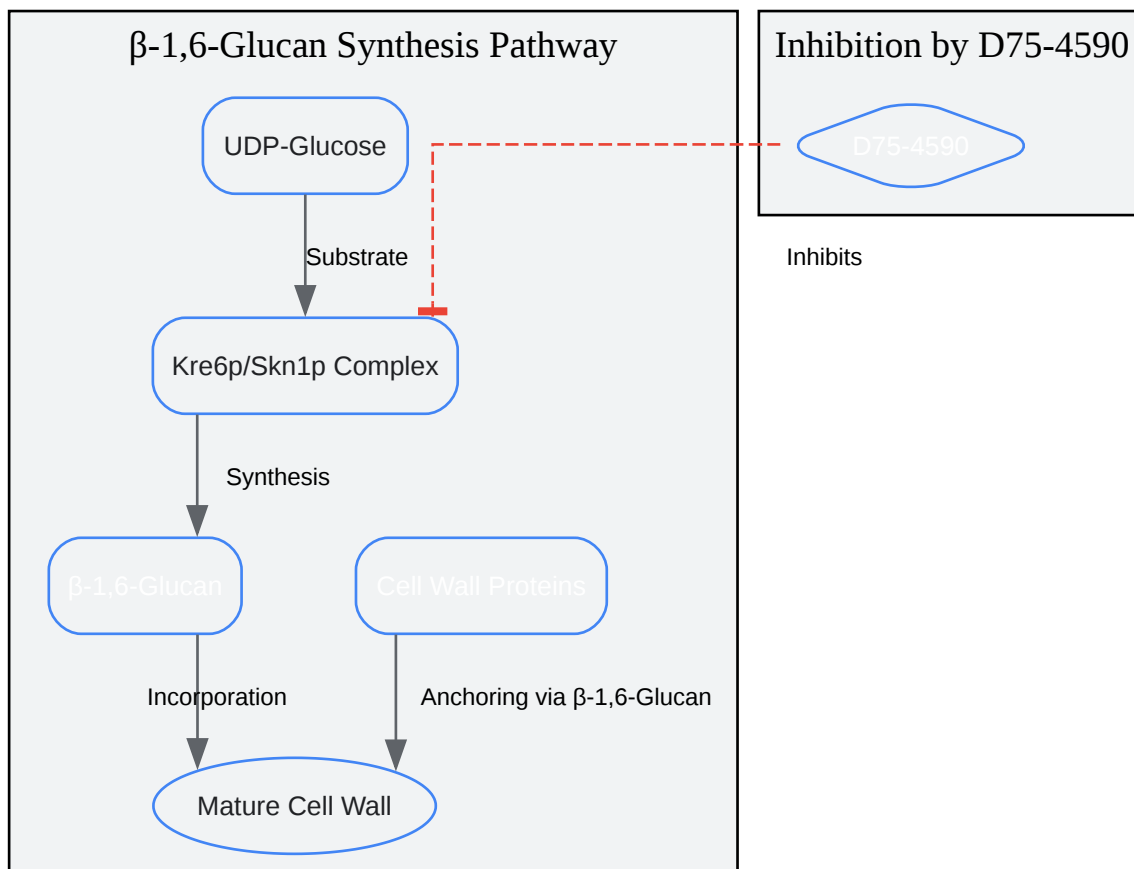 β-1,6-Glucan Synthesis Pathway
Inhibition by D75-4590
UDP-Glucose
D75-4590
Substrate
Inhibits
Kre6p/Skn1p Complex
Synthesis
β-1,6-Glucan
Cell Wall Proteins
Incorporation
Anchoring via β-1,6-Glucan
Mature Cell Wall